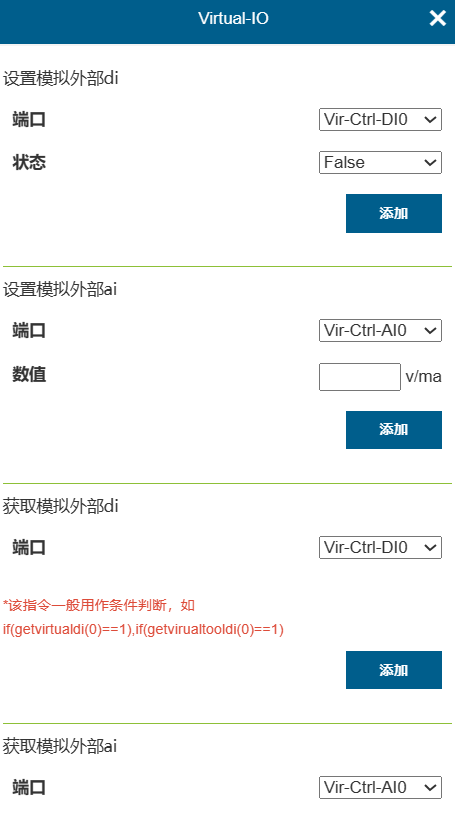 Virtual-IO
设置模拟外部di
端口 Vir-Ctrl-DI0
状态 False
添加
设置模拟外部ai
端口 Vir-Ctrl-AI0
数值 v/ma
添加
获取模拟外部di
端口 Vir-Ctrl-DI0
*该指令一般用作条件判断，如
if(getvirtualdi(0)==1),if(getvirualtooldi(0)==1)
添加
获取模拟外部ai
端口 Vir-Ctrl-AI0